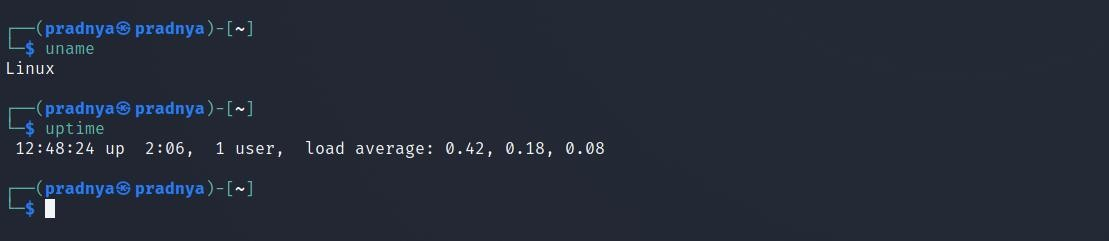 ┌──(pradnya㉿pradnya)-[~]
└─$ uname
Linux
┌──(pradnya㉿pradnya)-[~]
└─$ uptime
 12:48:24 up  2:06,  1 user,  load average: 0.42, 0.18, 0.08
┌──(pradnya㉿pradnya)-[~]
└─$